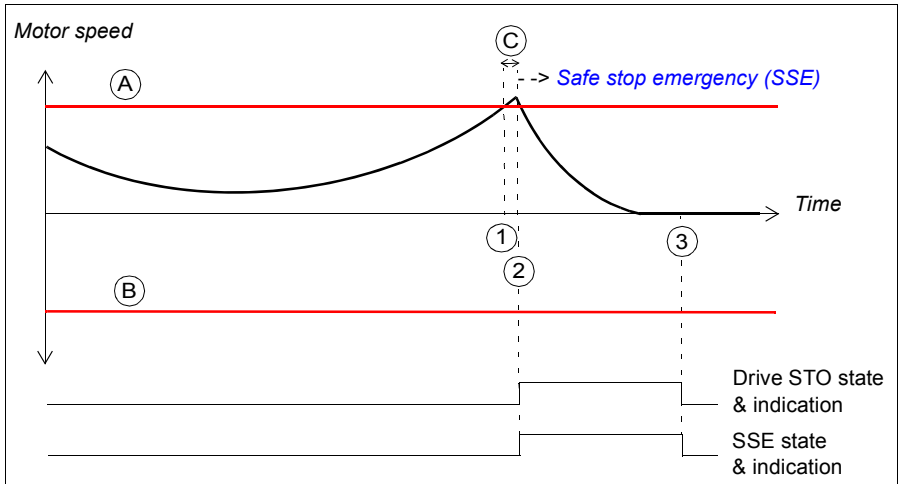 Motor speed
C
--> Safe stop emergency (SSE)
A
Time
1
3
2
B
Drive STO state
& indication
SSE state
& indication